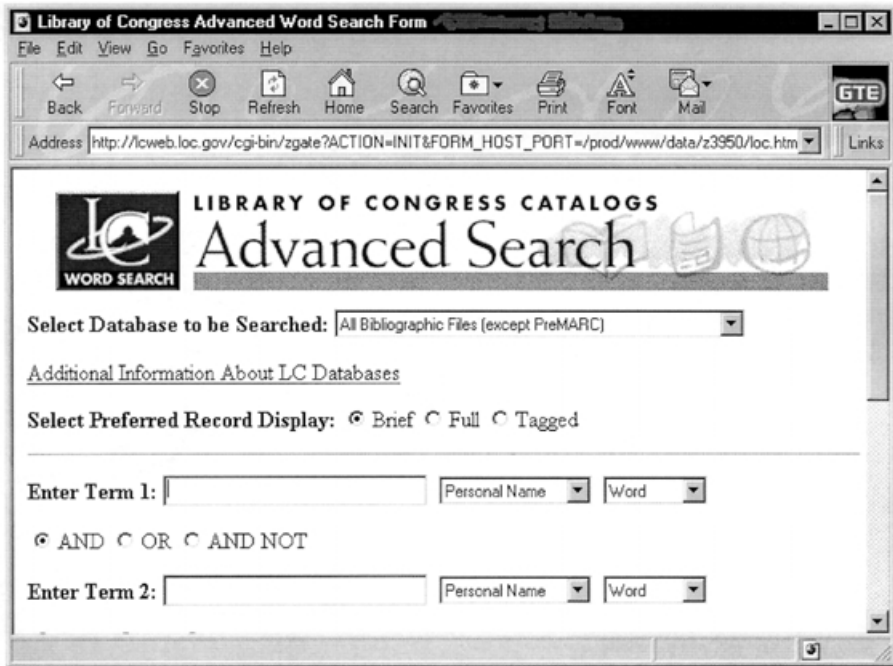 Library of Congress Advanced Word Search Form
File Edit View Go Favorites Help
Back Forward Stop Refresh Home Search Favorites Print Font Mail
GTE
Address http://lcweb.loc.gov/cgi-bin/zgate?ACTION=INIT&FORM_HOST_PORT=/prod/www/data/z3950/loc.htm Links
LC
WORD SEARCH
LIBRARY OF CONGRESS CATALOGS
Advanced Search
Select Database to be Searched: All Bibliographic Files (except PreMARC)
Additional Information About LC Databases
Select Preferred Record Display: Brief Full Tagged
Enter Term 1: Personal Name Word
AND OR AND NOT
Enter Term 2: Personal Name Word